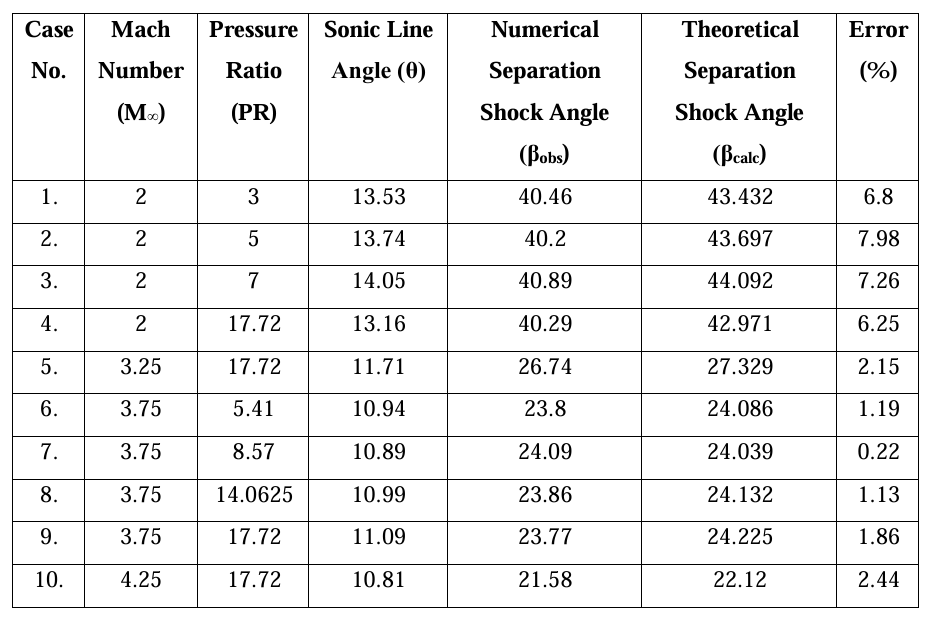 Case Mach Pressure Sonic Line Numerical Theoretical Error
No. Number Ratio Angle (θ) Separation Separation (%)
(M∞) (PR) Shock Angle Shock Angle
(βobs) (βcalc)
1. 2 3 13.53 40.46 43.432 6.8
2. 2 5 13.74 40.2 43.697 7.98
3. 2 7 14.05 40.89 44.092 7.26
4. 2 17.72 13.16 40.29 42.971 6.25
5. 3.25 17.72 11.71 26.74 27.329 2.15
6. 3.75 5.41 10.94 23.8 24.086 1.19
7. 3.75 8.57 10.89 24.09 24.039 0.22
8. 3.75 14.0625 10.99 23.86 24.132 1.13
9. 3.75 17.72 11.09 23.77 24.225 1.86
10. 4.25 17.72 10.81 21.58 22.12 2.44